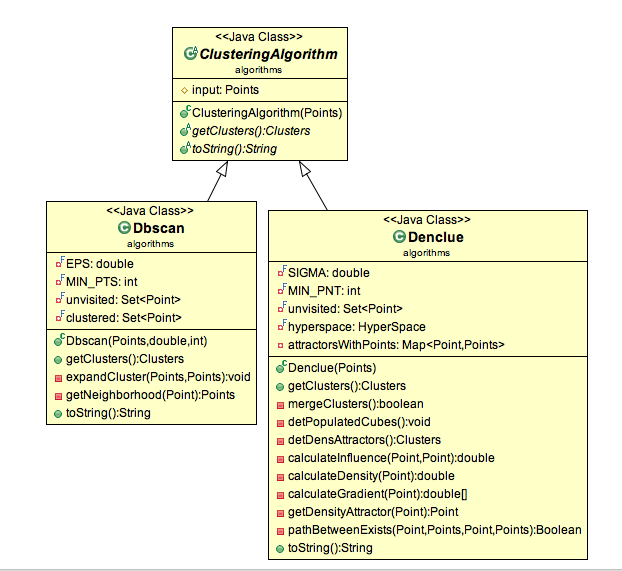 <<Java Class>>
ClusteringAlgorithm
algorithms
input: Points
ClusteringAlgorithm(Points)
getClusters():Clusters
toString():String
<<Java Class>>
Dbscan
algorithms
EPS: double
MIN_PTS: int
unvisited: Set<Point>
clustered: Set<Point>
Dbscan(Points,double,int)
getClusters():Clusters
expandCluster(Points,Points):void
getNeighborhood(Point):Points
toString():String
<<Java Class>>
Denclue
algorithms
SIGMA: double
MIN_PNT: int
unvisited: Set<Point>
hyperspace: HyperSpace
attractorsWithPoints: Map<Point,Points>
Denclue(Points)
getClusters():Clusters
mergeClusters():boolean
detPopulatedCubes():void
detDensAttractors():Clusters
calculateInfluence(Point,Point):double
calculateDensity(Point):double
calculateGradient(Point):double[]
getDensityAttractor(Point):Point
pathBetweenExists(Point,Points,Point,Points):Boolean
toString():String